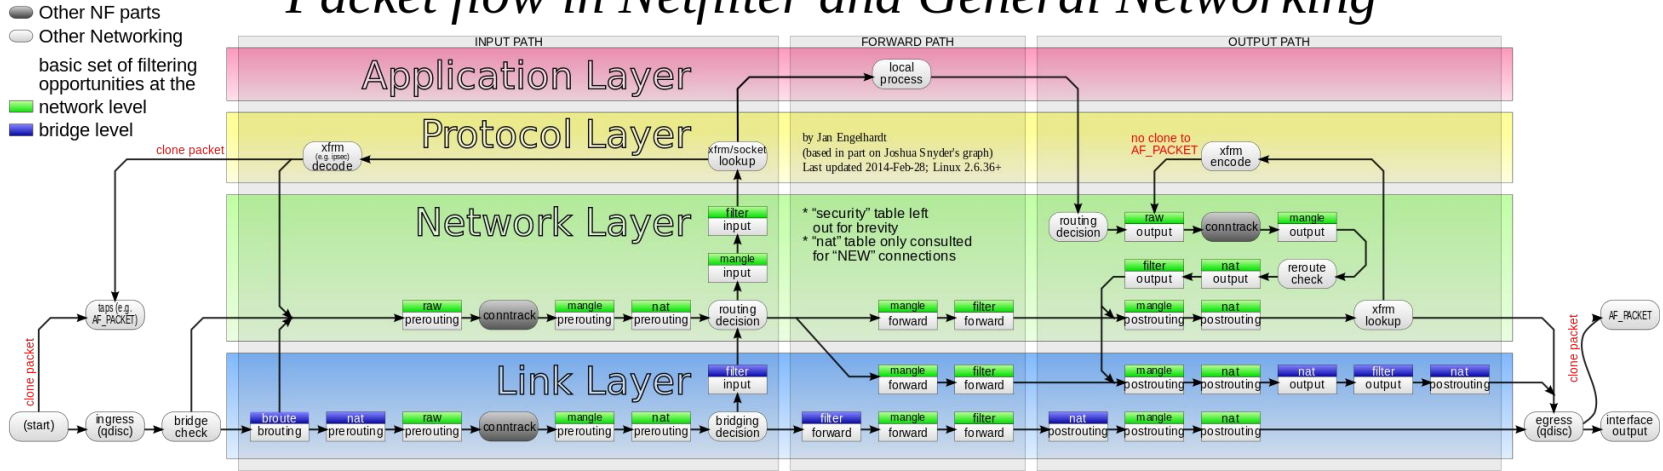 Packet flow in Netfilter and General Networking
Other NF parts
Other Networking
basic set of filtering
opportunities at the
network level
bridge level
INPUT PATH
FORWARD PATH
OUTPUT PATH
Application Layer
local
process
Protocol Layer
clone packet
xfrm
(e.g. ipsec)
decode
xfrm/socket
lookup
by Jan Engelhardt
(based in part on Joshua Snyder's graph)
Last updated 2014-Feb-28; Linux 2.6.36+
no clone to
AF_PACKET
xfrm
encode
Network Layer
filter
input
mangle
input
* “security” table left
out for brevity
* “nat” table only consulted
for “NEW” connections
routing
decision
raw
output
conntrack
mangle
output
filter
output
nat
output
reroute
check
taps (e.g.
AF_PACKET)
raw
prerouting
conntrack
mangle
prerouting
nat
prerouting
routing
decision
mangle
forward
filter
forward
mangle
postrouting
nat
postrouting
xfrm
lookup
AF_PACKET
clone packet
clone packet
Link Layer
filter
input
mangle
forward
filter
forward
mangle
postrouting
nat
postrouting
nat
output
filter
output
nat
postrouting
(start)
ingress
(qdisc)
bridge
check
broute
brouting
nat
prerouting
raw
prerouting
conntrack
mangle
prerouting
nat
prerouting
bridging
decision
filter
forward
mangle
forward
filter
forward
nat
postrouting
mangle
postrouting
nat
postrouting
egress
(qdisc)
interface
output